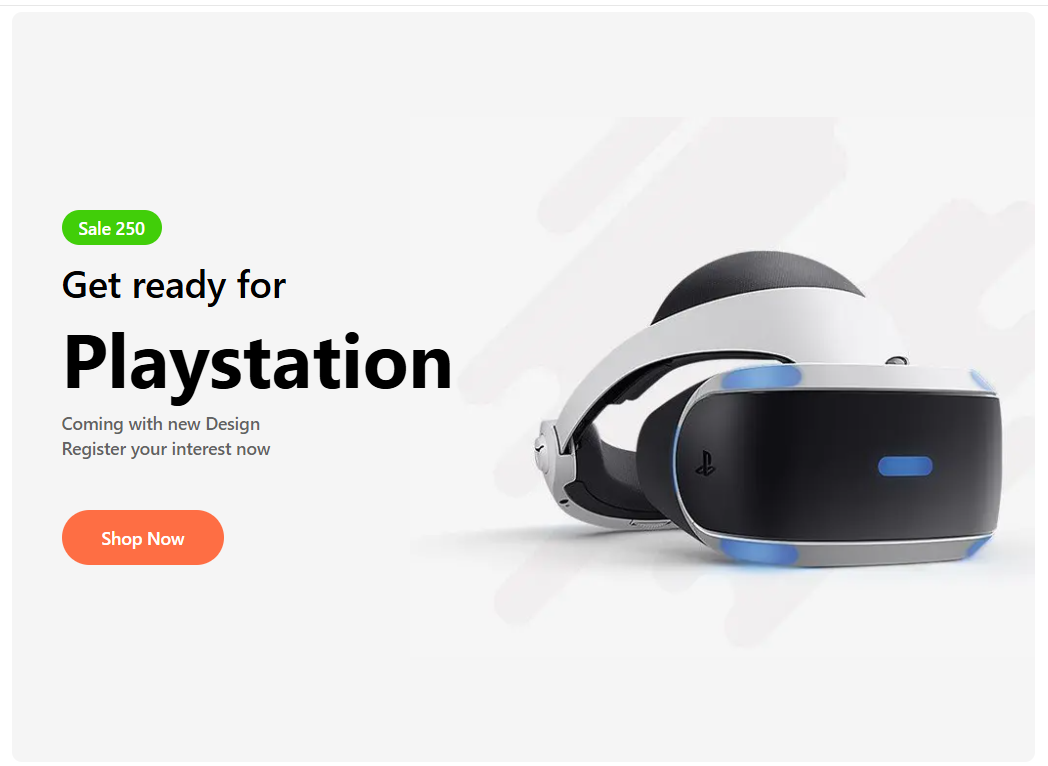 Sale 250
Get ready for
Playstation
Coming with new Design
Register your interest now
Shop Now